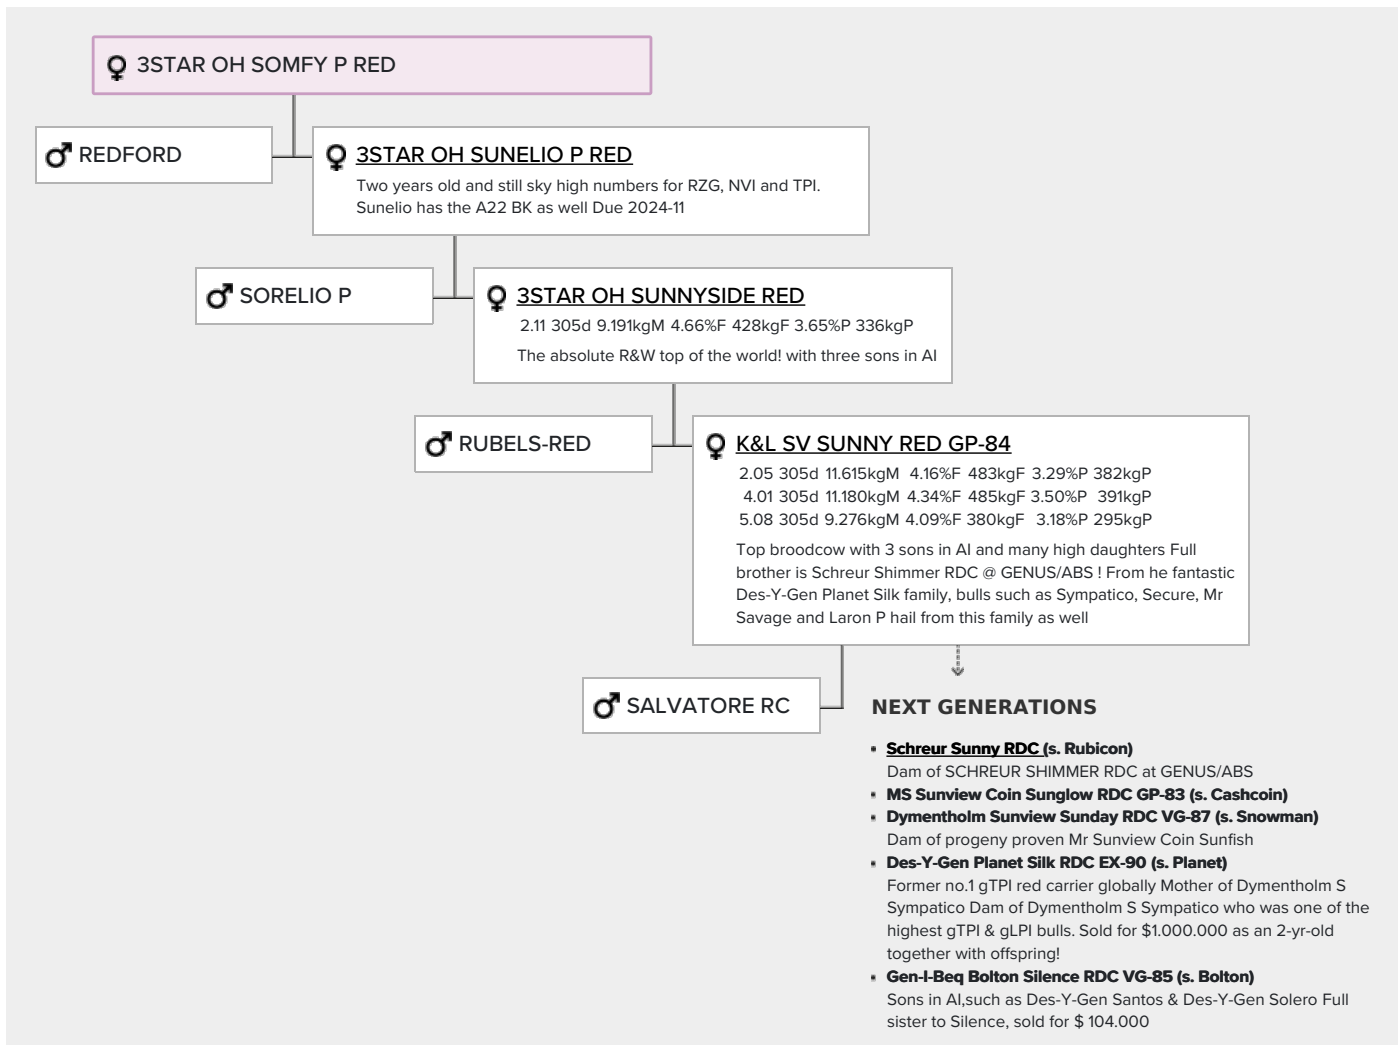 3STAR OH SOMFY P RED
REDFORD
3STAR OH SUNELIO P RED
Two years old and still sky high numbers for RZG, NVI and TPI.
Sunelio has the A22 BK as well Due 2024-11
SORELIO P
3STAR OH SUNNYSIDE RED
2.11 305d 9.191kgM 4.66%F 428kgF 3.65%P 336kgP
The absolute R&W top of the world! with three sons in AI
RUBELS-RED
K&L SV SUNNY RED GP-84
2.05 305d 11.615kgM 4.16%F 483kgF 3.29%P 382kgP
4.01 305d 11.180kgM 4.34%F 485kgF 3.50%P 391kgP
5.08 305d 9.276kgM 4.09%F 380kgF 3.18%P 295kgP
Top broodcow with 3 sons in AI and many high daughters Full
brother is Schreur Shimmer RDC @ GENUS/ABS ! From he fantastic
Des-Y-Gen Planet Silk family, bulls such as Sympatico, Secure, Mr
Savage and Laron P hail from this family as well
SALVATORE RC
NEXT GENERATIONS
Schreur Sunny RDC (s. Rubicon)
Dam of SCHREUR SHIMMER RDC at GENUS/ABS
MS Sunview Coin Sunglow RDC GP-83 (s. Cashcoin)
Dymentholm Sunview Sunday RDC VG-87 (s. Snowman)
Dam of progeny proven Mr Sunview Coin Sunfish
Des-Y-Gen Planet Silk RDC EX-90 (s. Planet)
Former no.1 gTPI red carrier globally Mother of Dymentholm S
Sympatico Dam of Dymentholm S Sympatico who was one of the
highest gTPI & gLPI bulls. Sold for $1.000.000 as an 2-yr-old
together with offspring!
Gen-I-Beq Bolton Silence RDC VG-85 (s. Bolton)
Sons in AI,such as Des-Y-Gen Santos & Des-Y-Gen Solero Full
sister to Silence, sold for $ 104.000